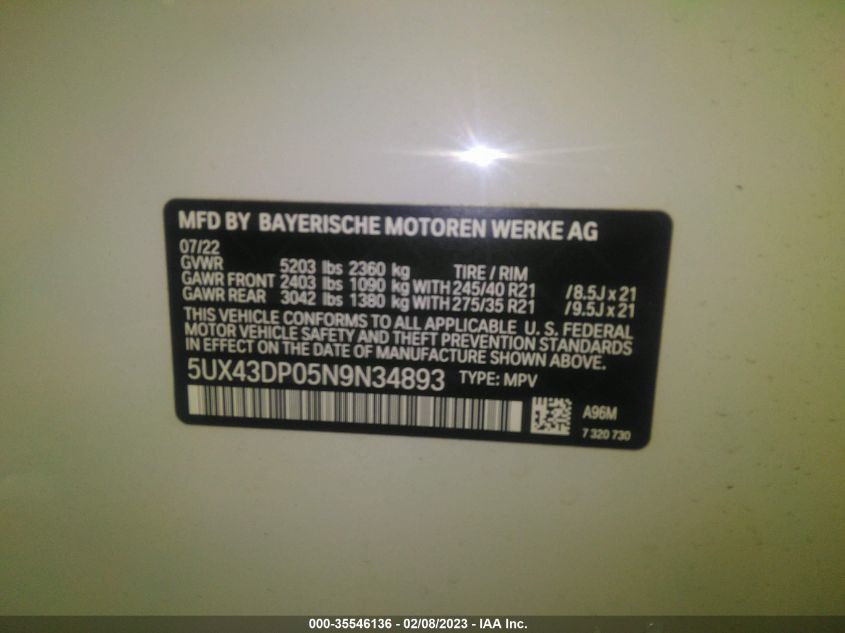 MFD BY BAYERISCHE MOTOREN WERKE AG
07/22
GVWR 5203 lbs 2360 kg TIRE / RIM
GAWR FRONT 2403 lbs 1090 kg WITH 245/40 R21 /8.5J x 21
GAWR REAR 3042 lbs 1380 kg WITH 275/35 R21 /9.5J x 21
THIS VEHICLE CONFORMS TO ALL APPLICABLE U. S. FEDERAL
MOTOR VEHICLE SAFETY AND THEFT PREVENTION STANDARDS
IN EFFECT ON THE DATE OF MANUFACTURE SHOWN ABOVE.
5UX43DP05N9N34893 TYPE: MPV
A96M
7 320 730
000-35546136 - 02/08/2023 - IAA Inc.